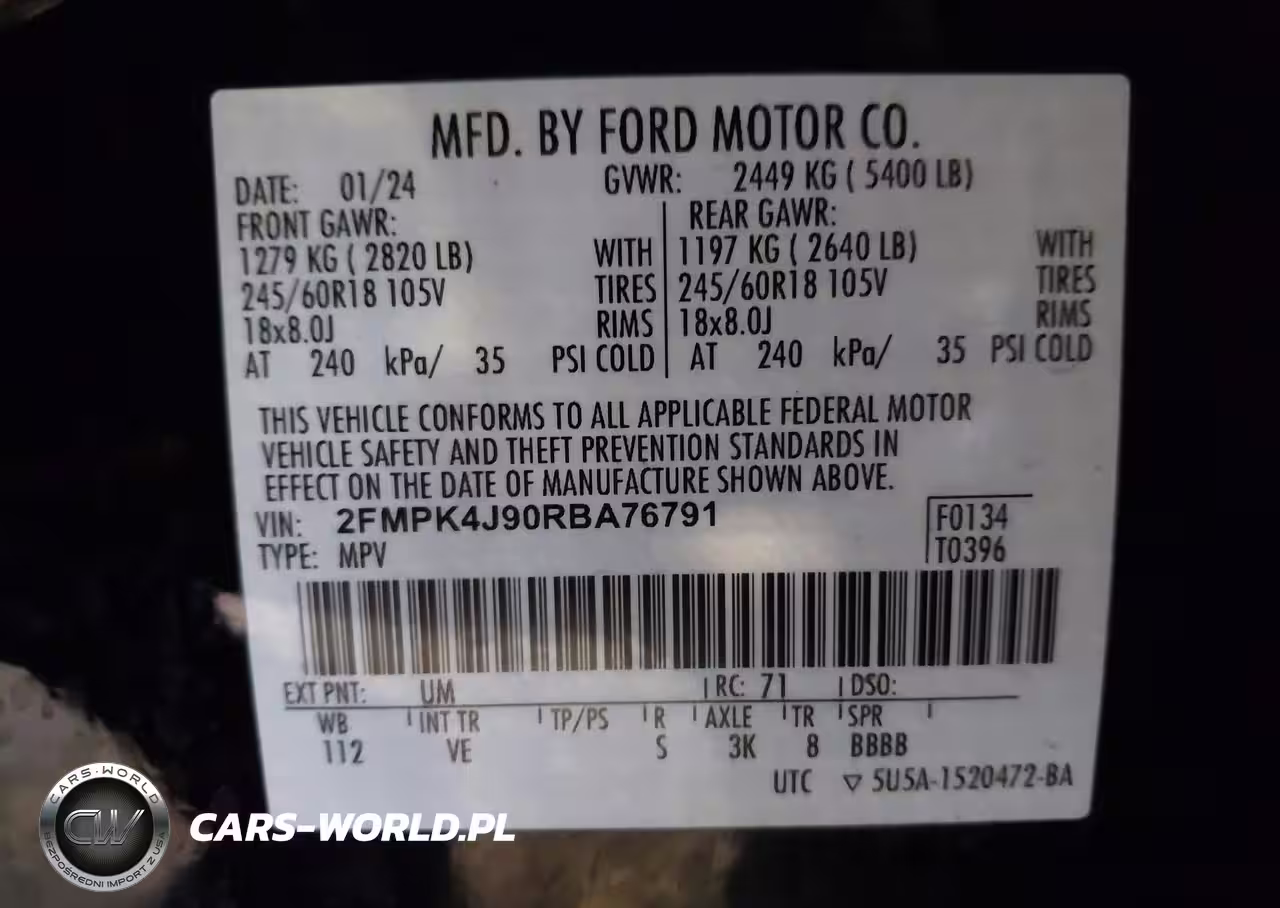 MFD. BY FORD MOTOR CO.
DATE: 01/24 GVWR: 2449 KG ( 5400 LB)
FRONT GAWR: REAR GAWR:
1279 KG ( 2820 LB) WITH 1197 KG ( 2640 LB) WITH
245/60R18 105V TIRES 245/60R18 105V TIRES
18x8.0J RIMS 18x8.0J RIMS
AT 240 kPa/ 35 PSI COLD AT 240 kPa/ 35 PSI COLD
THIS VEHICLE CONFORMS TO ALL APPLICABLE FEDERAL MOTOR
VEHICLE SAFETY AND THEFT PREVENTION STANDARDS IN
EFFECT ON THE DATE OF MANUFACTURE SHOWN ABOVE.
VIN: 2FMPK4J90RBA76791 F0134
TYPE: MPV T0396
EXT PNT: UM RC: 71 DSO:
WB INT TR TP/PS R AXLE TR SPR
112 VE S 3K 8 BBBB
UTC ▽ 5U5A-1520472-BA
CARS-WORLD
CW
BEZPOŚREDNI IMPORT Z USA
CARS-WORLD.PL